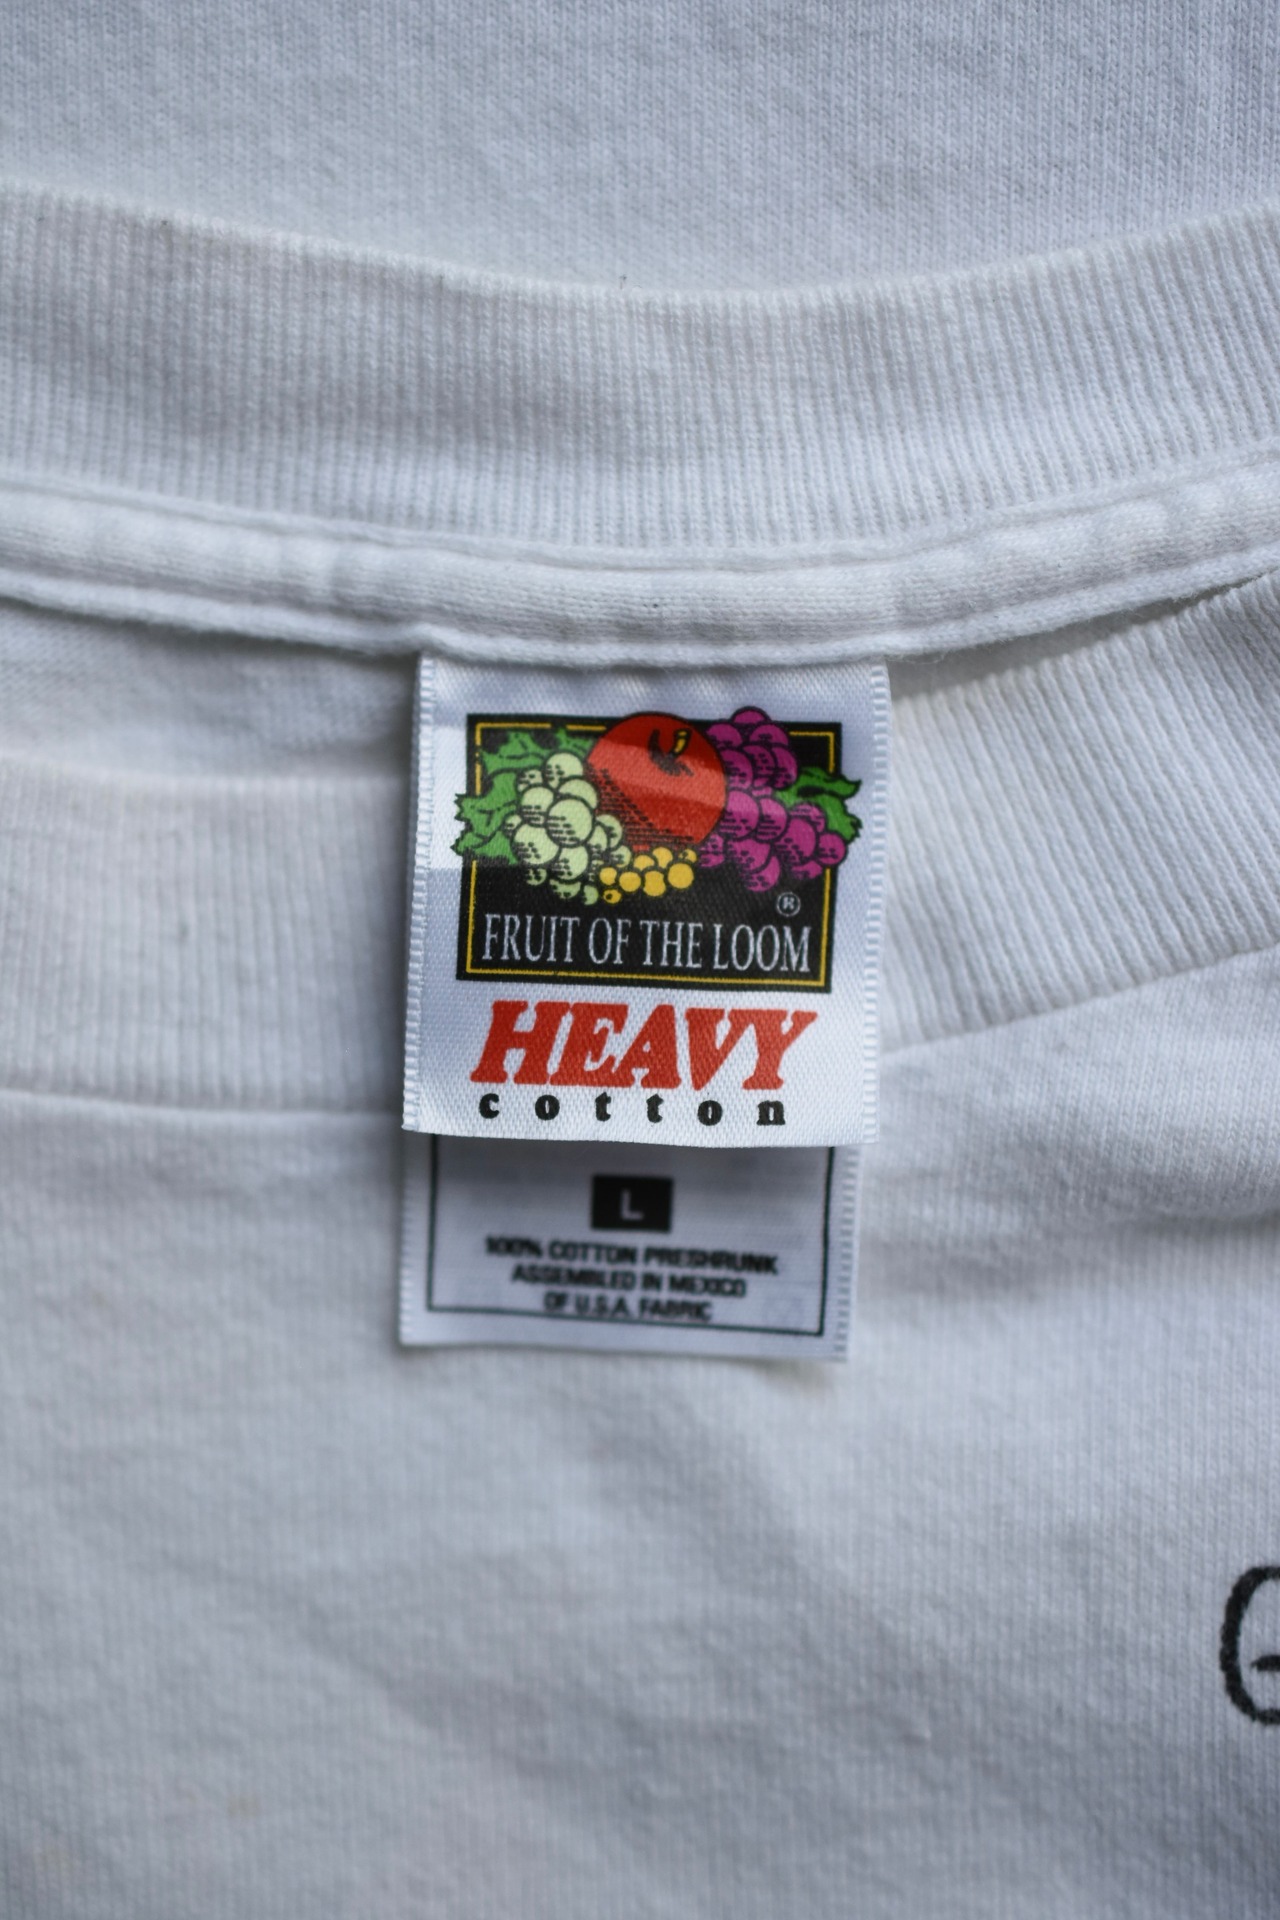 ®
FRUIT OF THE LOOM
HEAVY
cotton
L
100% COTTON PRESHRUNK
ASSEMBLED IN MEXICO
OF U.S.A. FABRIC